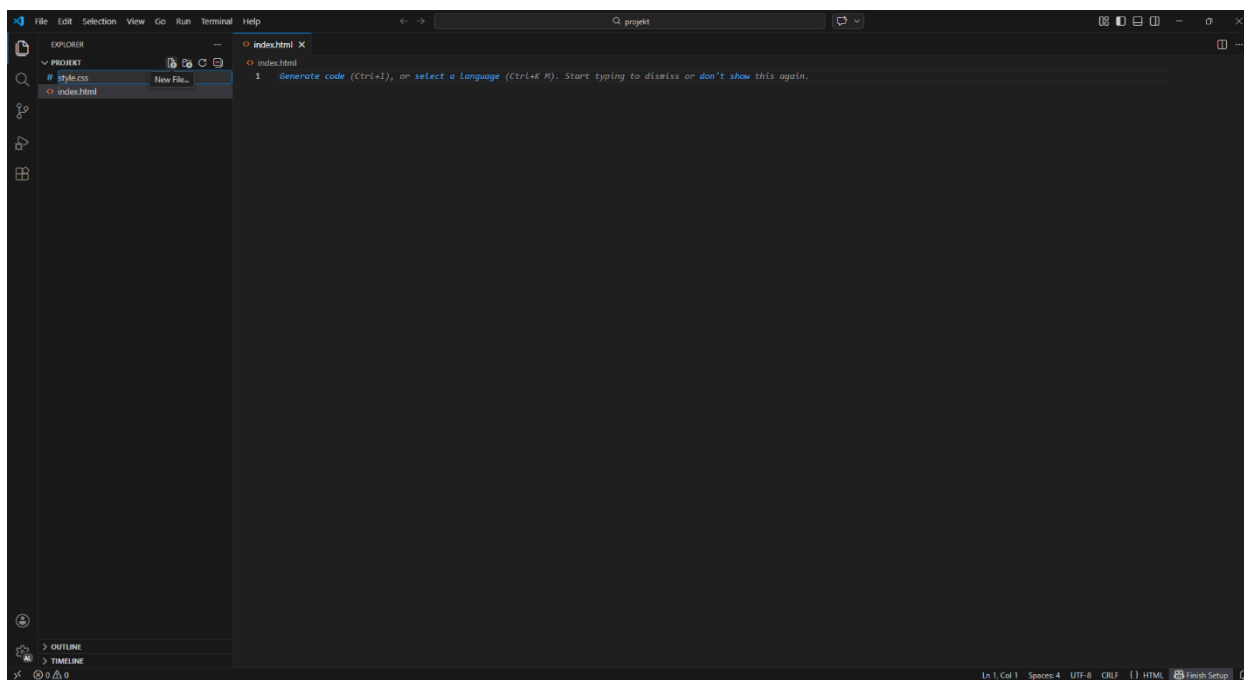 File Edit Selection View Go Run Terminal Help
projekt
EXPLORER
index.html
PROJEKT
index.html
style.css
New File...
1 Generate code (Ctrl+I), or select a language (Ctrl+K M). Start typing to dismiss or don't show this again.
index.html
OUTLINE
AI
TIMELINE
0 0
Ln 1, Col 1 Spaces: 4 UTF-8 CRLF {} HTML Finish Setup